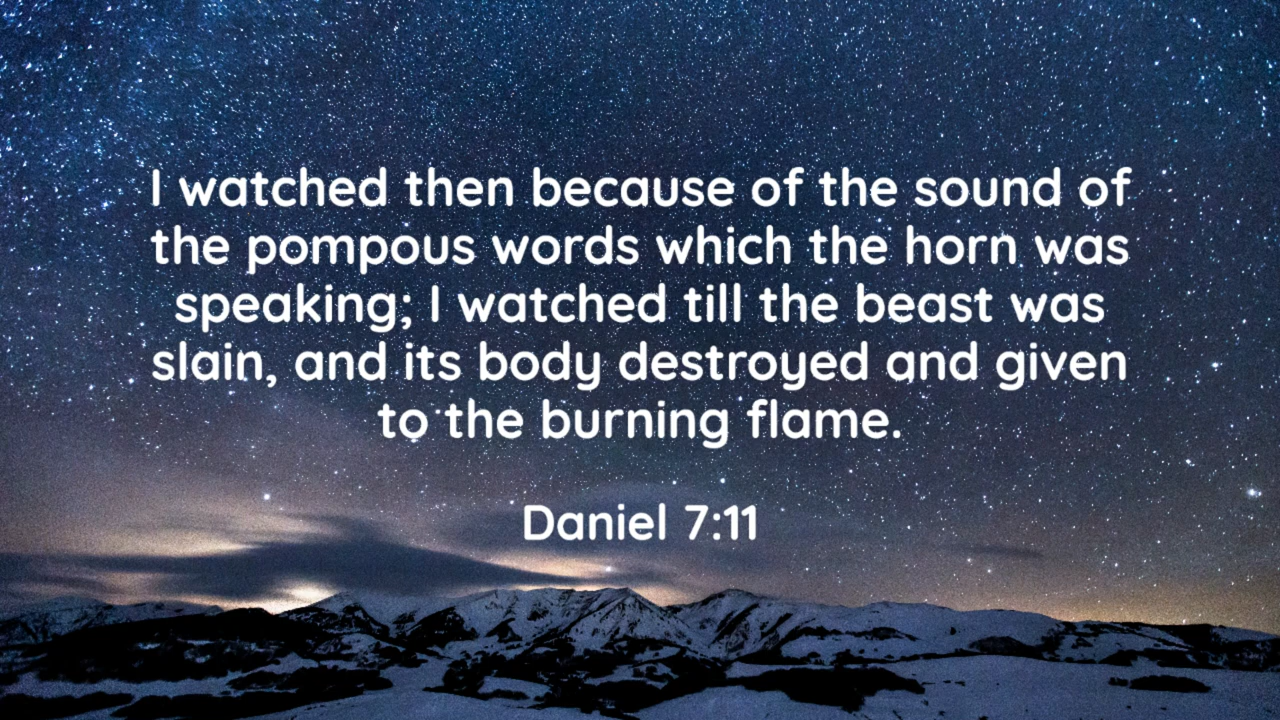 I watched then because of the sound of
the pompous words which the horn was
speaking; I watched till the beast was
slain, and its body destroyed and given
to the burning flame.
Daniel 7:11